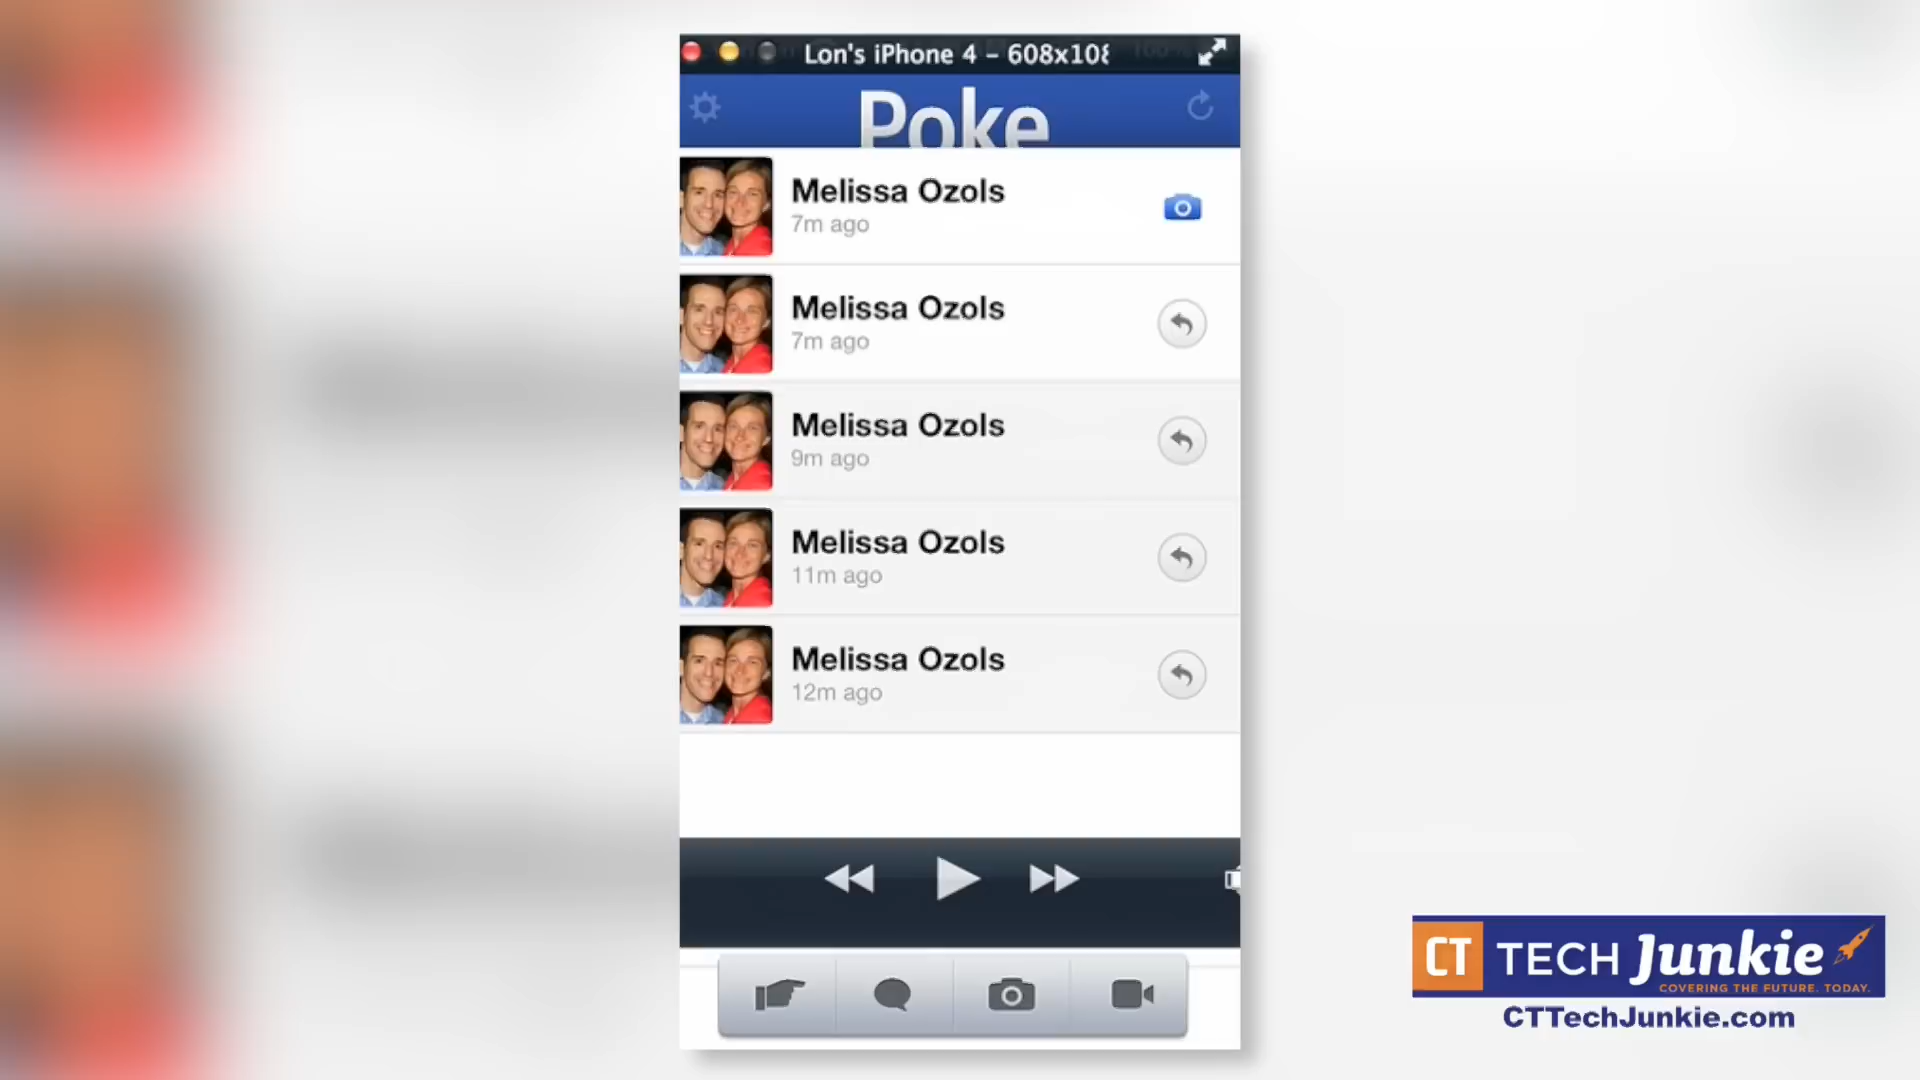 Lon's iPhone 4 – 608x108
Poke
Melissa Ozols
7m ago
Melissa Ozols
7m ago
Melissa Ozols
9m ago
Melissa Ozols
11m ago
Melissa Ozols
12m ago
CT TECH Junkie
COVERING THE FUTURE. TODAY.
CTTechJunkie.com